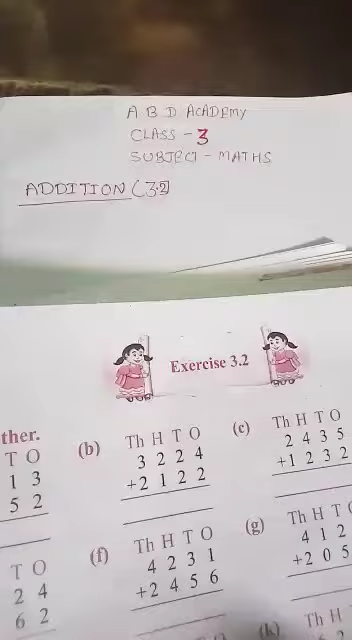 A B D ACADEMY
CLASS - 3
SUBJECT - MATHS
ADDITION (3.2)
Exercise 3.2
ther.
T O
1 3
5 2
(b) Th H T O
3 2 2 4
+2 1 2 2
(c) Th H T O
2 4 3 5
+1 2 3 2
T O
2 4
6 2
(f) Th H T O
4 2 3 1
+2 4 5 6
(g) Th H T
4 1 2
+2 0 5
(k) Th H